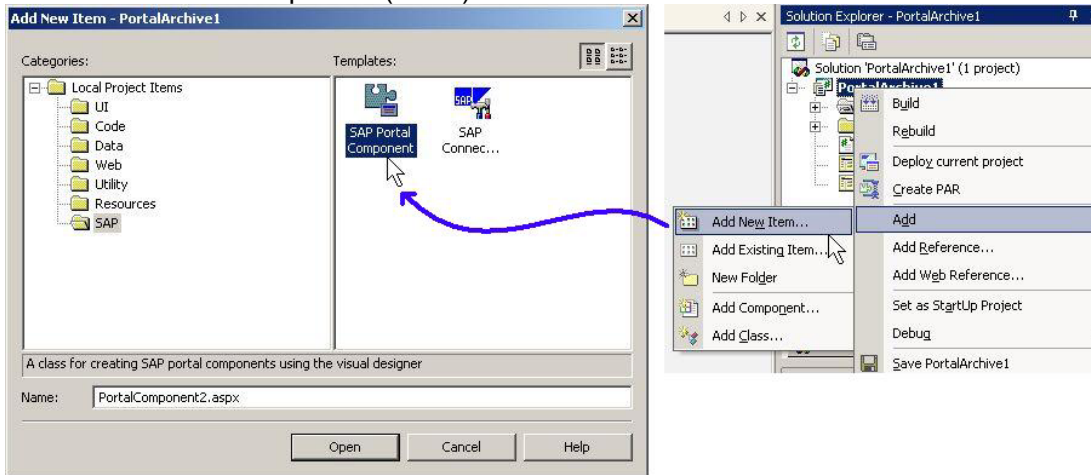 Add New Item - PortalArchive1
Categories:
Templates:
Local Project Items
UI
Code
Data
Web
Utility
Resources
SAP
SAP Portal
Component
SAP
Connec...
A class for creating SAP portal components using the visual designer
Name:
PortalComponent2.aspx
Open
Cancel
Help
Solution Explorer - PortalArchive1
Solution 'PortalArchive1' (1 project)
PortalArchive1
Build
Rebuild
Deploy current project
Create PAR
Add
Add Reference...
Add Web Reference...
Set as StartUp Project
Debug
Save PortalArchive1
Add New Item...
Add Existing Item...
New Folder
Add Component...
Add Class...